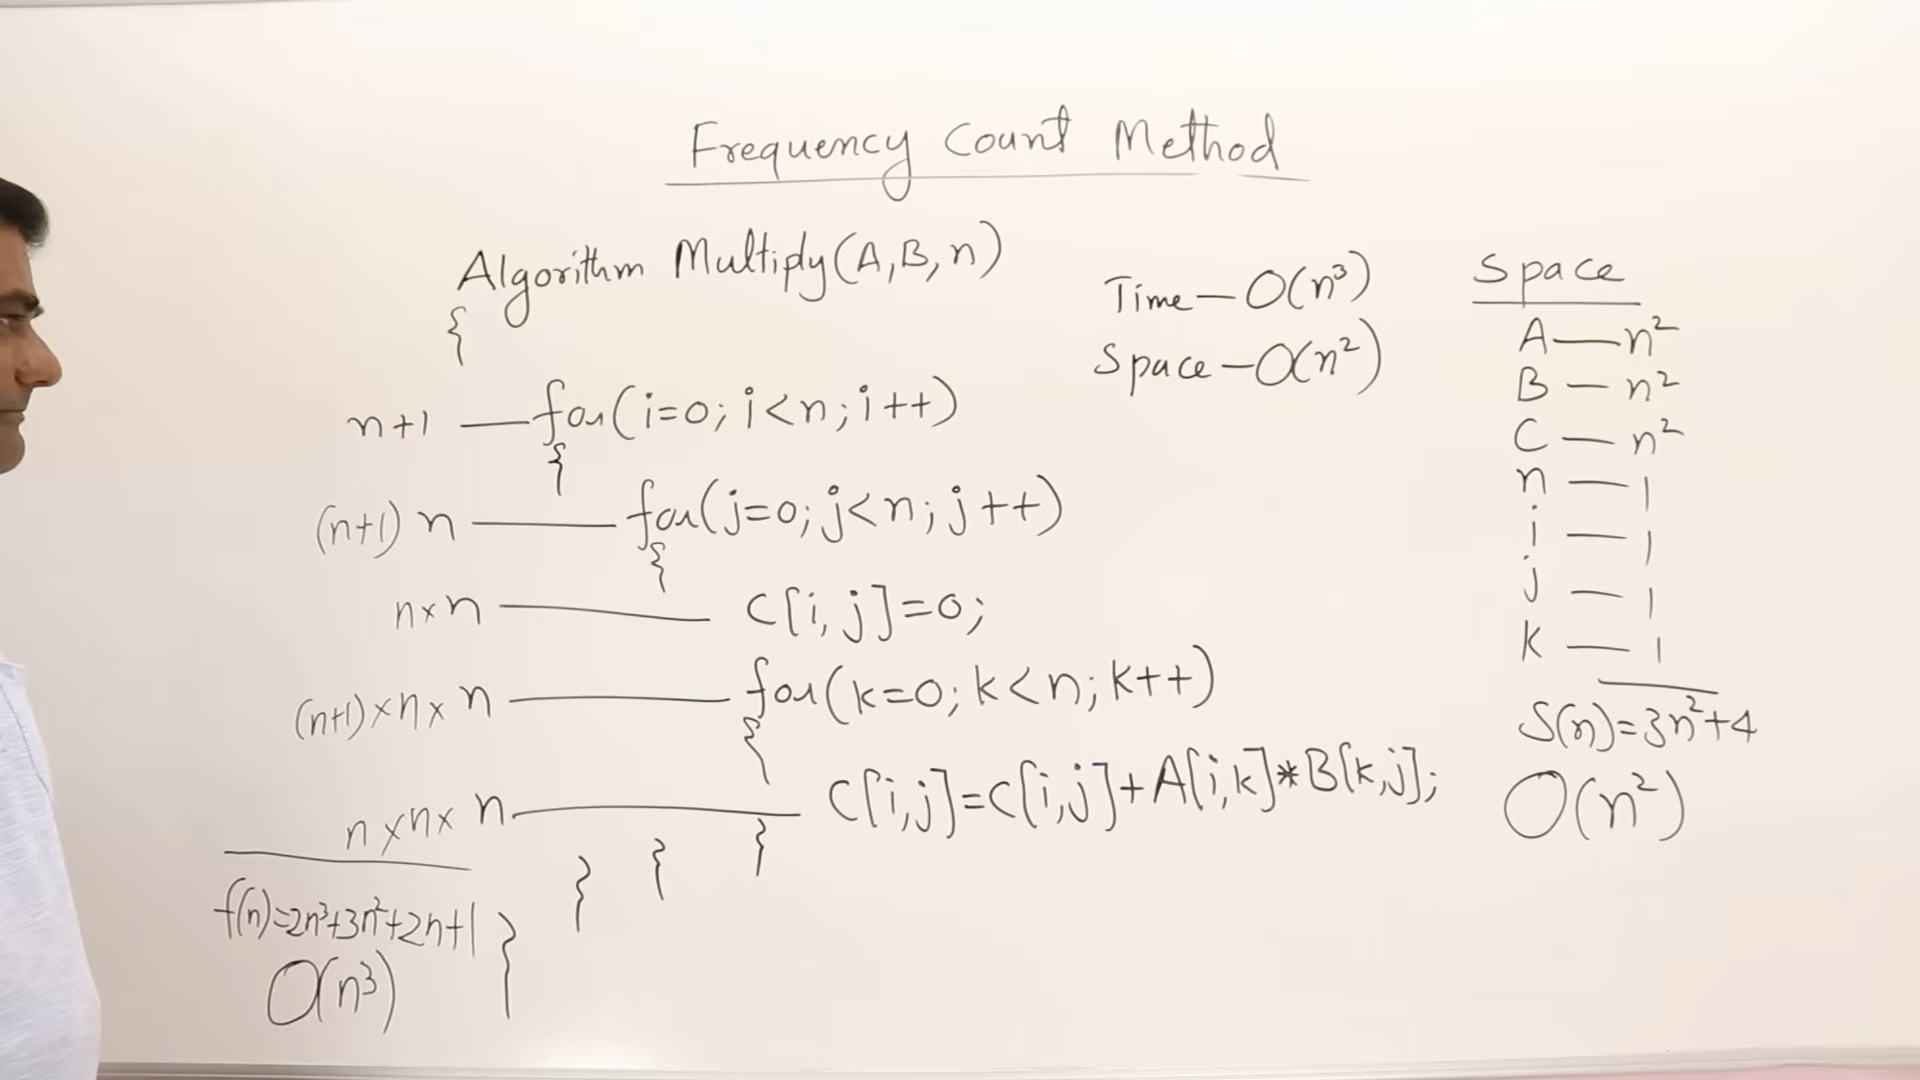 Frequency Count Method
Algorithm Multiply(A,B,n)
{
n+1 — for(i=0; i<n; i++)
{
(n+1) n — for(j=0; j<n; j++)
{
n×n — C[i,j]=0;
(n+1)×n×n — for(k=0; k<n; k++)
{
n×n×n — C[i,j]=C[i,j]+A[i,k]*B[k,j];
}
}
}
}
f(n)=2n³+3n²+2n+1
O(n³)
Time — O(n³)
Space — O(n²)
Space
A — n²
B — n²
C — n²
n — 1
i — 1
j — 1
k — 1
S(n)=3n²+4
O(n²)